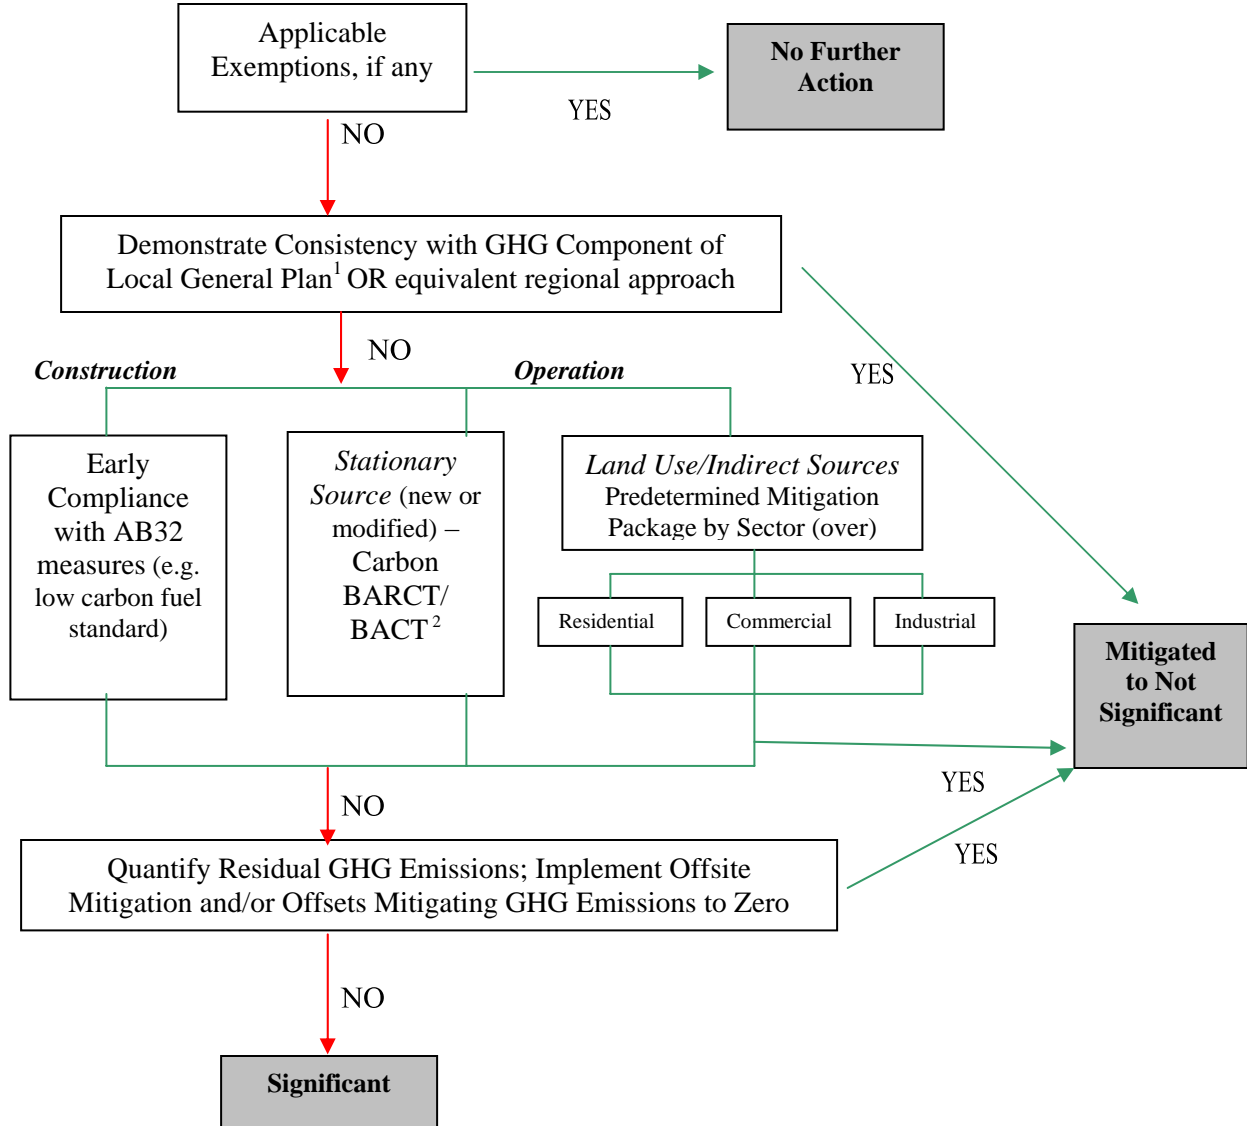 Applicable
Exemptions, if any
No Further
Action
YES
NO
Demonstrate Consistency with GHG Component of
Local General Plan1 OR equivalent regional approach
NO
YES
Construction
Operation
Early
Compliance
with AB32
measures (e.g.
low carbon fuel
standard)
Stationary
Source (new or
modified) –
Carbon
BARCT/
BACT 2
Land Use/Indirect Sources
Predetermined Mitigation
Package by Sector (over)
Residential
Commercial
Industrial
Mitigated
to Not
Significant
YES
NO
YES
Quantify Residual GHG Emissions; Implement Offsite
Mitigation and/or Offsets Mitigating GHG Emissions to Zero
NO
Significant